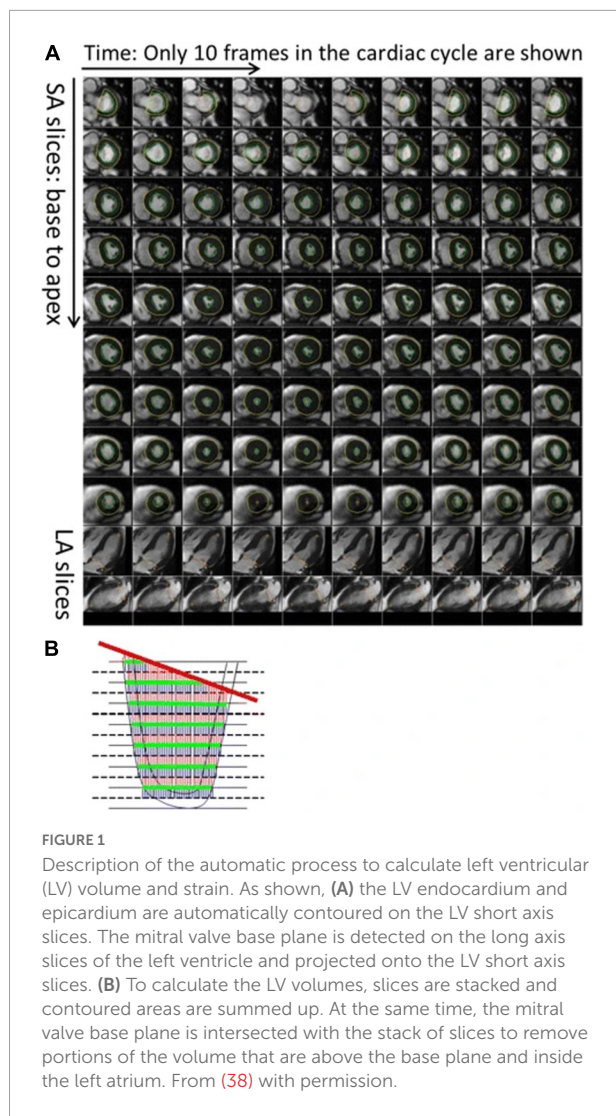 A Time: Only 10 frames in the cardiac cycle are shown
SA slices: base to apex
LA slices
B
FIGURE 1
Description of the automatic process to calculate left ventricular
(LV) volume and strain. As shown, (A) the LV endocardium and
epicardium are automatically contoured on the LV short axis
slices. The mitral valve base plane is detected on the long axis
slices of the left ventricle and projected onto the LV short axis
slices. (B) To calculate the LV volumes, slices are stacked and
contoured areas are summed up. At the same time, the mitral
valve base plane is intersected with the stack of slices to remove
portions of the volume that are above the base plane and inside
the left atrium. From (38) with permission.